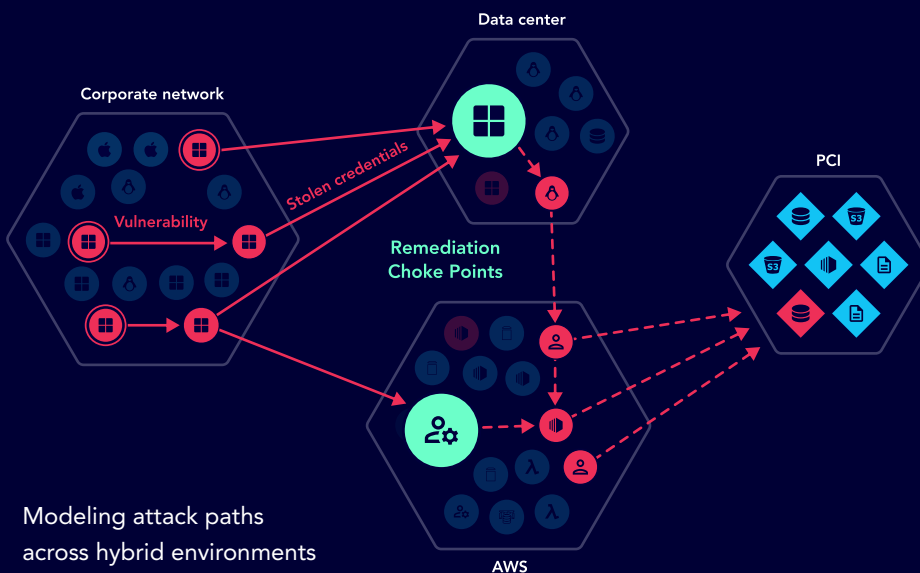 Data center
Corporate network
Stolen credentials
PCI
Vulnerability
S3
Remediation
Choke Points
S3
λ
λ
Modeling attack paths
across hybrid environments
AWS